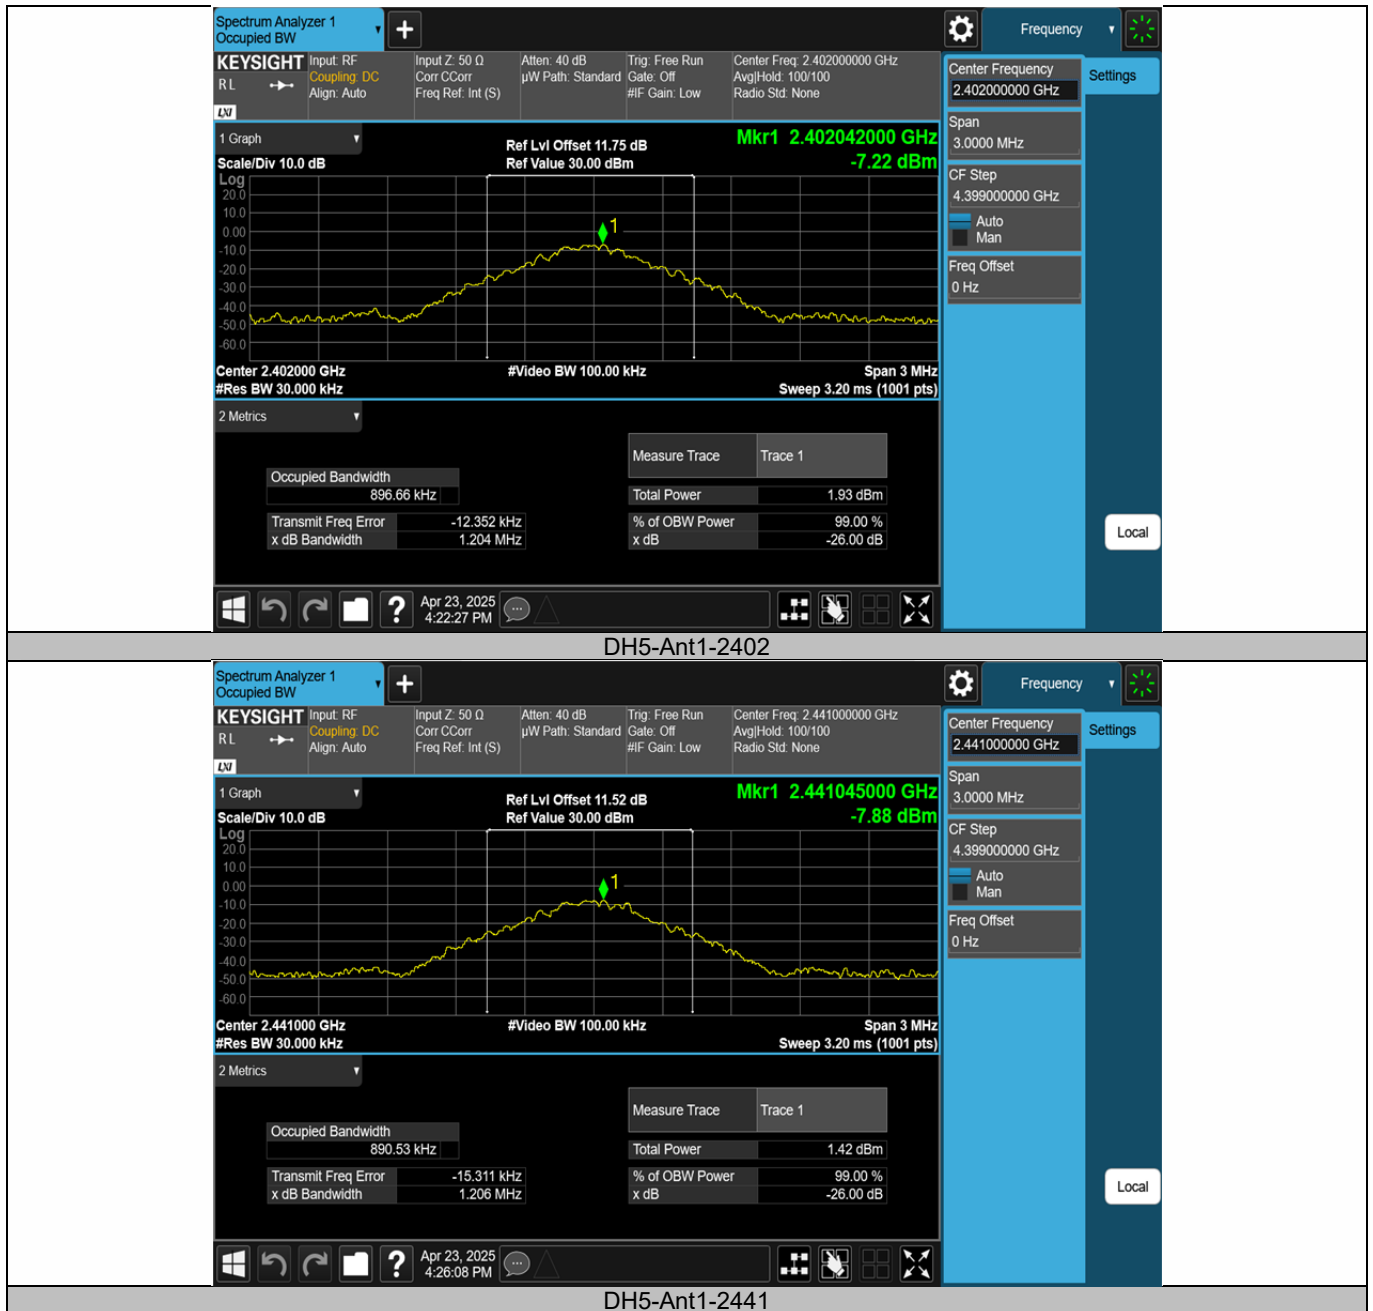 Spectrum Analyzer 1
Occupied BW
Frequency
KEYSIGHT
RL
LXI
Input: RF
Coupling: DC
Align: Auto
Input Z: 50 Ω
Corr CCorr
Freq Ref: Int (S)
Atten: 40 dB
µW Path: Standard
Trig: Free Run
Gate: Off
#IF Gain: Low
Center Freq: 2.402000000 GHz
Avg|Hold: 100/100
Radio Std: None
Center Frequency
2.402000000 GHz
Settings
Span
3.0000 MHz
CF Step
4.399000000 GHz
Auto
Man
Freq Offset
0 Hz
Local
1 Graph
Scale/Div 10.0 dB
Ref Lvl Offset 11.75 dB
Ref Value 30.00 dBm
Mkr1 2.402042000 GHz
-7.22 dBm
Log
20.0
10.0
0.00
-10.0
-20.0
-30.0
-40.0
-50.0
-60.0
1
Center 2.402000 GHz
#Video BW 100.00 kHz
Span 3 MHz
#Res BW 30.000 kHz
Sweep 3.20 ms (1001 pts)
2 Metrics
Measure Trace Trace 1
Occupied Bandwidth
896.66 kHz
Total Power 1.93 dBm
Transmit Freq Error -12.352 kHz
% of OBW Power 99.00 %
x dB Bandwidth 1.204 MHz
x dB -26.00 dB
?
Apr 23, 2025
4:22:27 PM
DH5-Ant1-2402
Spectrum Analyzer 1
Occupied BW
Frequency
KEYSIGHT
RL
LXI
Input: RF
Coupling: DC
Align: Auto
Input Z: 50 Ω
Corr CCorr
Freq Ref: Int (S)
Atten: 40 dB
µW Path: Standard
Trig: Free Run
Gate: Off
#IF Gain: Low
Center Freq: 2.441000000 GHz
Avg|Hold: 100/100
Radio Std: None
Center Frequency
2.441000000 GHz
Settings
Span
3.0000 MHz
CF Step
4.399000000 GHz
Auto
Man
Freq Offset
0 Hz
Local
1 Graph
Scale/Div 10.0 dB
Ref Lvl Offset 11.52 dB
Ref Value 30.00 dBm
Mkr1 2.441045000 GHz
-7.88 dBm
Log
20.0
10.0
0.00
-10.0
-20.0
-30.0
-40.0
-50.0
-60.0
1
Center 2.441000 GHz
#Video BW 100.00 kHz
Span 3 MHz
#Res BW 30.000 kHz
Sweep 3.20 ms (1001 pts)
2 Metrics
Measure Trace Trace 1
Occupied Bandwidth
890.53 kHz
Total Power 1.42 dBm
Transmit Freq Error -15.311 kHz
% of OBW Power 99.00 %
x dB Bandwidth 1.206 MHz
x dB -26.00 dB
?
Apr 23, 2025
4:26:08 PM
DH5-Ant1-2441